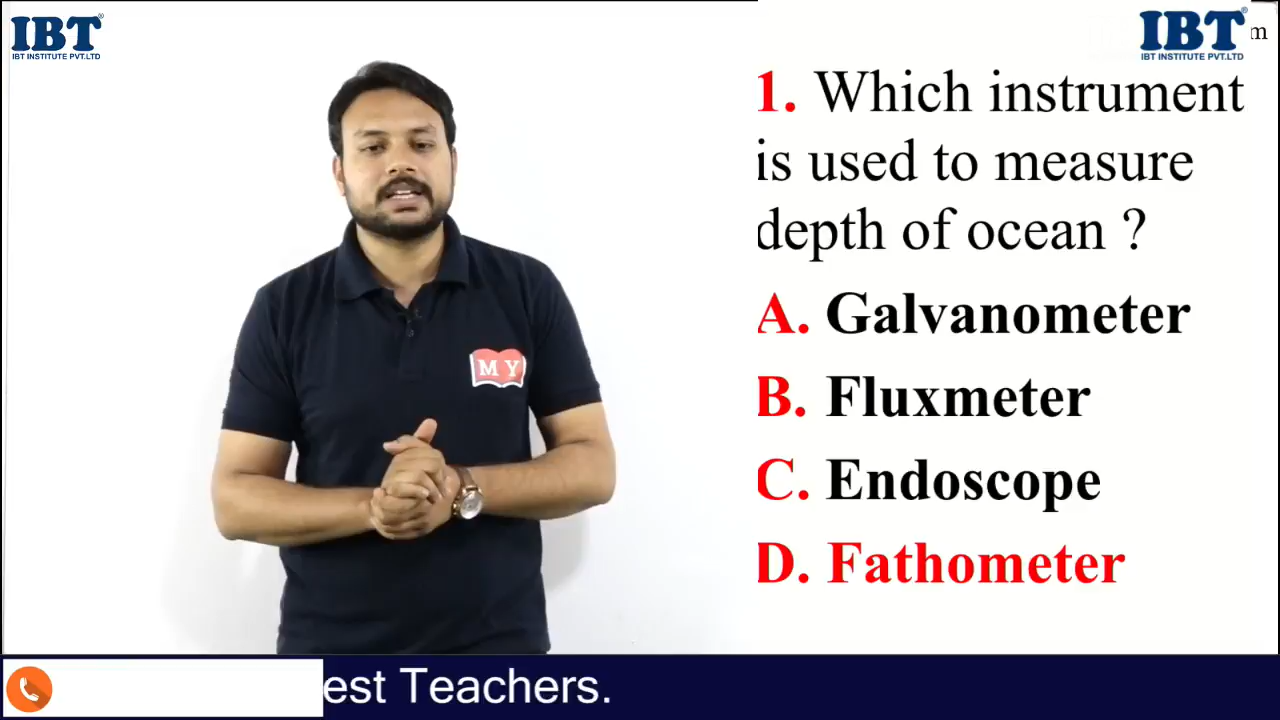 IBT®
IBT INSTITUTE PVT.LTD
IBT®
IBT INSTITUTE PVT.LTD
m
1. Which instrument
is used to measure
depth of ocean ?
A. Galvanometer
B. Fluxmeter
C. Endoscope
D. Fathometer
M Y
est Teachers.